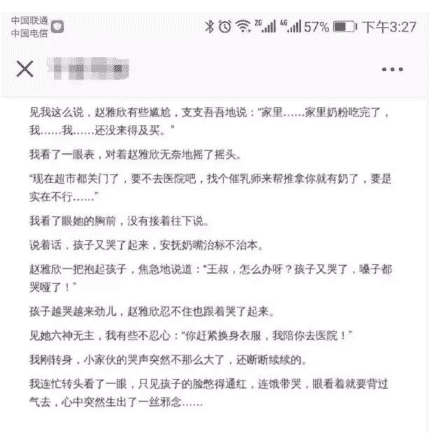 中国联通
中国电信
2G
4G
57%
下午3:27
见我这么说，赵雅欣有些尴尬，支支吾吾地说：“家里……家里奶粉吃完了，
我……我……还没来得及买。”
我看了一眼表，对着赵雅欣无奈地摇了摇头。
“现在超市都关门了，要不去医院吧，找个催乳师来帮推拿你就有奶了，要是
实在不行……”
我看了眼她的胸前，没有接着往下说。
说着话，孩子又哭了起来，安抚奶嘴治标不治本。
赵雅欣一把抱起孩子，焦急地说道：“王叔，怎么办呀？孩子又哭了，嗓子都
哭哑了！”
孩子越哭越来劲儿，赵雅欣忍不住也跟着哭了起来。
见她六神无主，我有些不忍心：“你赶紧换身衣服，我陪你去医院！”
我刚转身，小家伙的哭声突然不那么大了，还断断续续的。
我连忙转头看了一眼，只见孩子的脸憋得通红，连饿带哭，眼看着就要背过
气去，心中突然生出了一丝邪念……